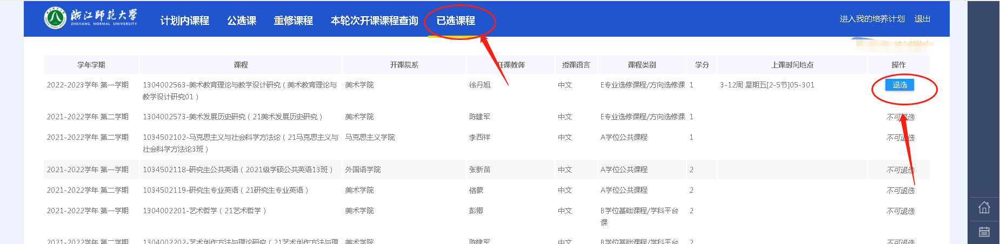 浙江师范大学
ZHEJIANG NORMAL UNIVERSITY
计划内课程 公选课 重修课程 本轮次开课课程查询 已选课程 进入我的培养计划 退出
学年学期 课程 开课院系 任课教师 授课语言 课程类别 学分 上课时间地点 操作
2022-2023学年 第一学期 1304002563-美术教育理论与教学设计研究（美术教育理论与 美术学院 徐丹旭 中文 E专业选修课程/方向选修课 1 3-12周 星期五[2-5节]05-301 退选
教学设计研究01）
2021-2022学年 第二学期 1304002573-美术发展历史研究（21美术发展历史研究） 美术学院 陈建军 中文 E专业选修课程/方向选修课 1 不可退选
2021-2022学年 第二学期 1034502102-马克思主义与社会科学方法论（21马克思主义与 马克思主义学院 李西祥 中文 A学位公共课程 1 不可退选
社会科学方法论3班）
2021-2022学年 第一学期 1034502118-研究生公共英语（2021级学硕公共英语13班） 外国语学院 张新苗 中文 A学位公共课程 2 不可退选
2021-2022学年 第二学期 1034502119-研究生专业英语（21研究生专业英语） 美术学院 佫蒙 中文 A学位公共课程 2 不可退选
2021-2022学年 第一学期 1304002201-艺术哲学（21艺术哲学） 美术学院 彭卿 中文 B学位基础课程/学科平台 2 不可退选
课
2021-2022学年 第二学期 1304002202-艺术创作方法与理论研究（21艺术创作方法与理 美术学院 陈建军 中文 B学位基础课程/学科平台 2 不可退选